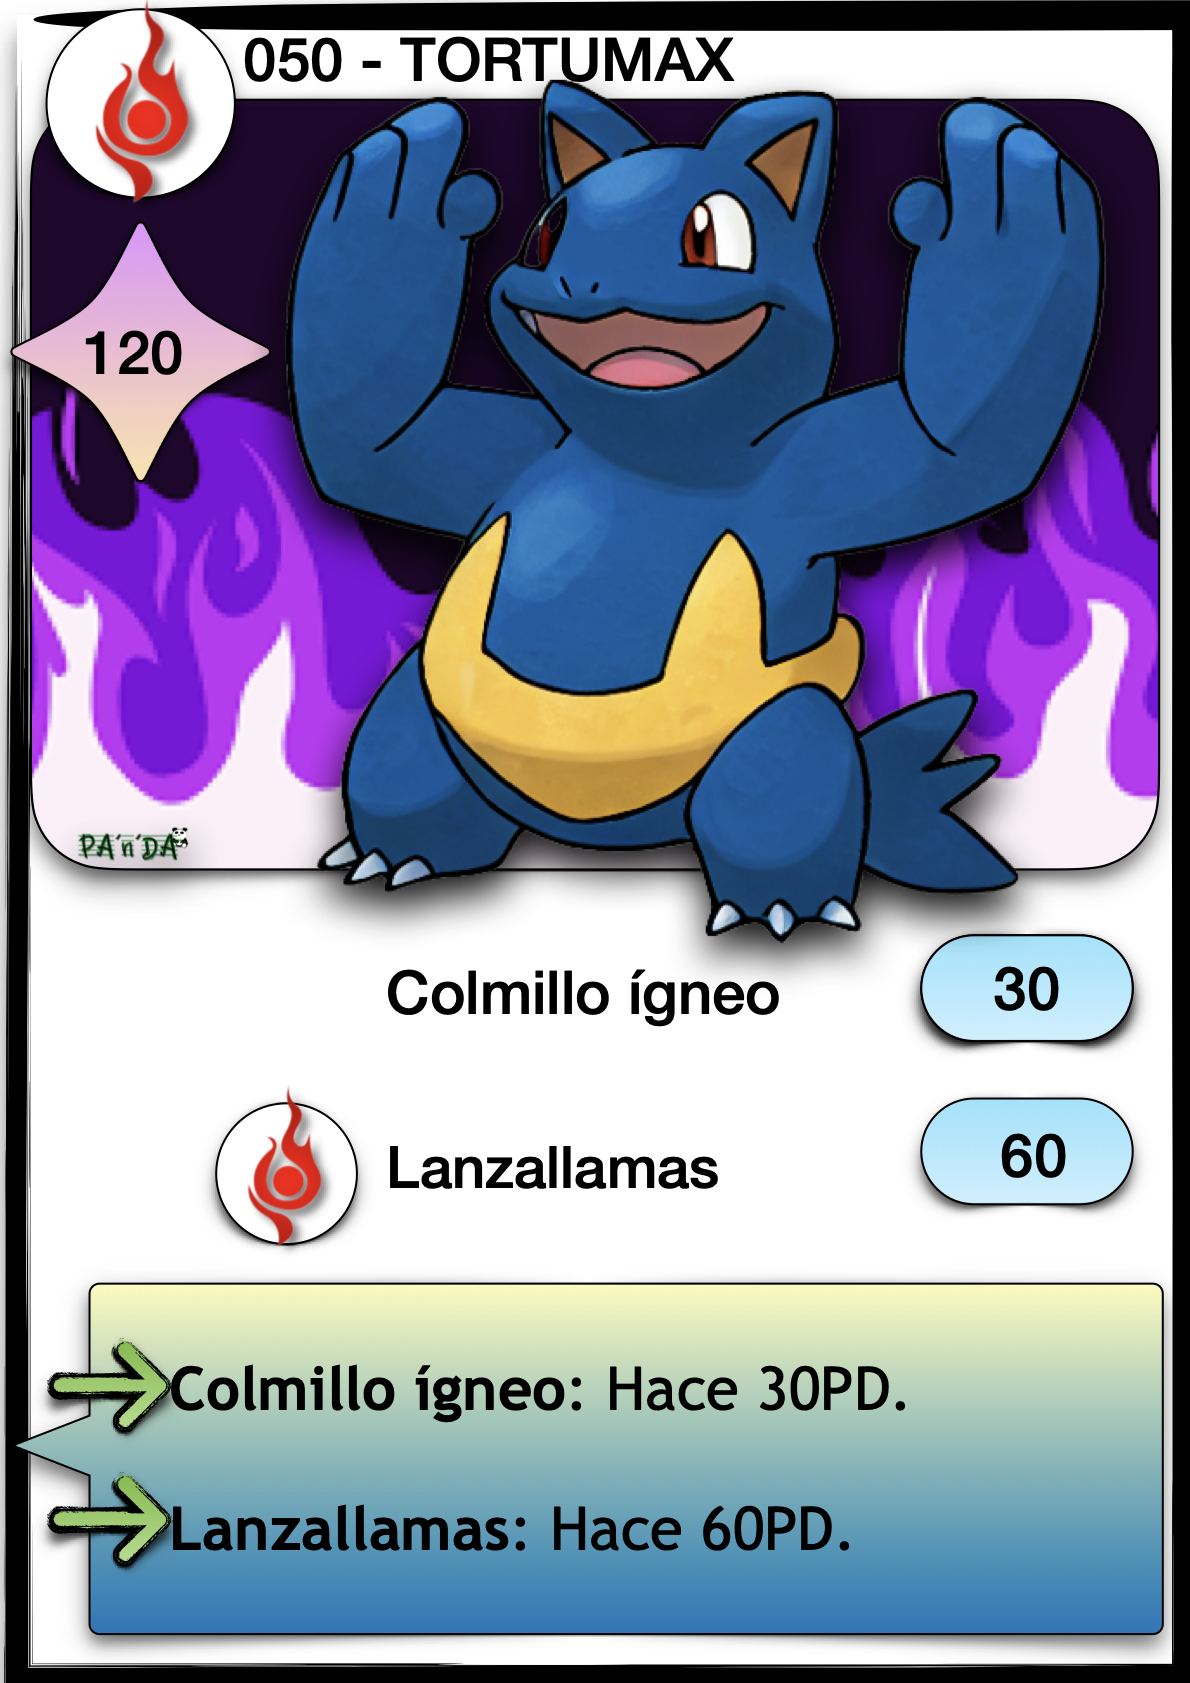 050 - TORTUMAX
120
PA'n'DA
Colmillo ígneo
30
Lanzallamas
60
Colmillo ígneo: Hace 30PD.
Lanzallamas: Hace 60PD.